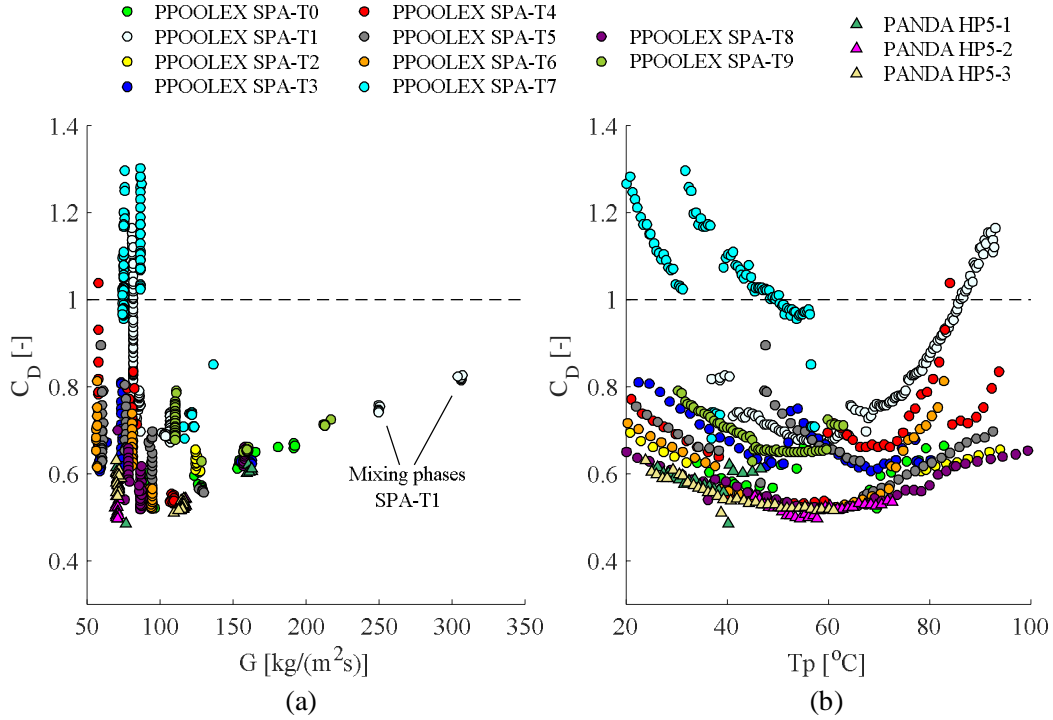 PPOOLEX SPA-T0
PPOOLEX SPA-T1
PPOOLEX SPA-T2
PPOOLEX SPA-T3
PPOOLEX SPA-T4
PPOOLEX SPA-T5
PPOOLEX SPA-T6
PPOOLEX SPA-T7
PPOOLEX SPA-T8
PPOOLEX SPA-T9
PANDA HP5-1
PANDA HP5-2
PANDA HP5-3
1.4
1.2
1
0.8
0.6
0.4
C_D [-]
Mixing phases
SPA-T1
50 100 150 200 250 300 350
G [kg/(m²s)]
(a)
1.4
1.2
1
0.8
0.6
0.4
C_D [-]
20 40 60 80 100
Tp [°C]
(b)